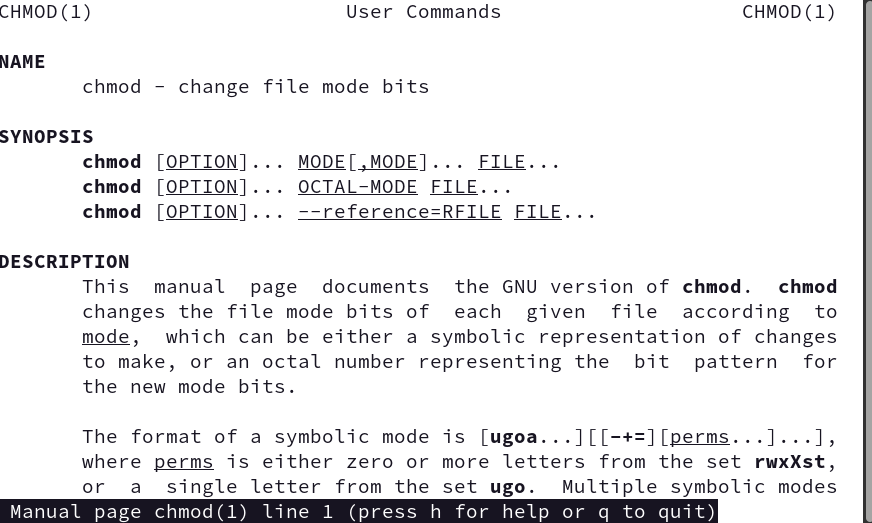 CHMOD(1) User Commands CHMOD(1)
NAME
chmod - change file mode bits
SYNOPSIS
chmod [OPTION]... MODE[,MODE]... FILE...
chmod [OPTION]... OCTAL-MODE FILE...
chmod [OPTION]... --reference=RFILE FILE...
DESCRIPTION
This manual page documents the GNU version of chmod. chmod
changes the file mode bits of each given file according to
mode, which can be either a symbolic representation of changes
to make, or an octal number representing the bit pattern for
the new mode bits.
The format of a symbolic mode is [ugoa...][[-+=][perms...]...],
where perms is either zero or more letters from the set rwxXst,
or a single letter from the set ugo. Multiple symbolic modes
Manual page chmod(1) line 1 (press h for help or q to quit)